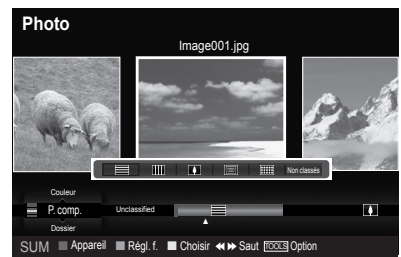 Photo
Image001.jpg
Non classés
Couleur
P. comp.
Unclassified
Dossier
SUM Appareil Régl. f. Choisir Saut TOOLS Option